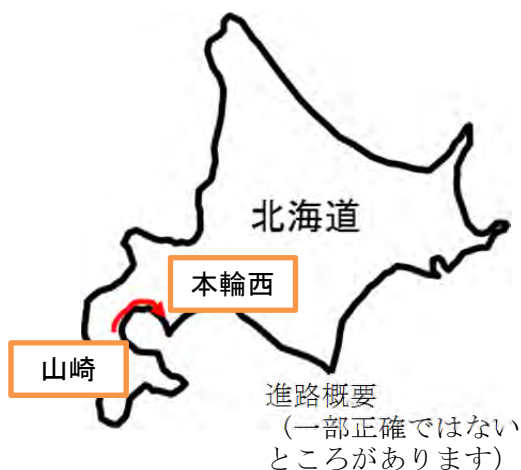 北海道
本輪西
山崎
進路概要
（一部正確ではない
ところがあります）